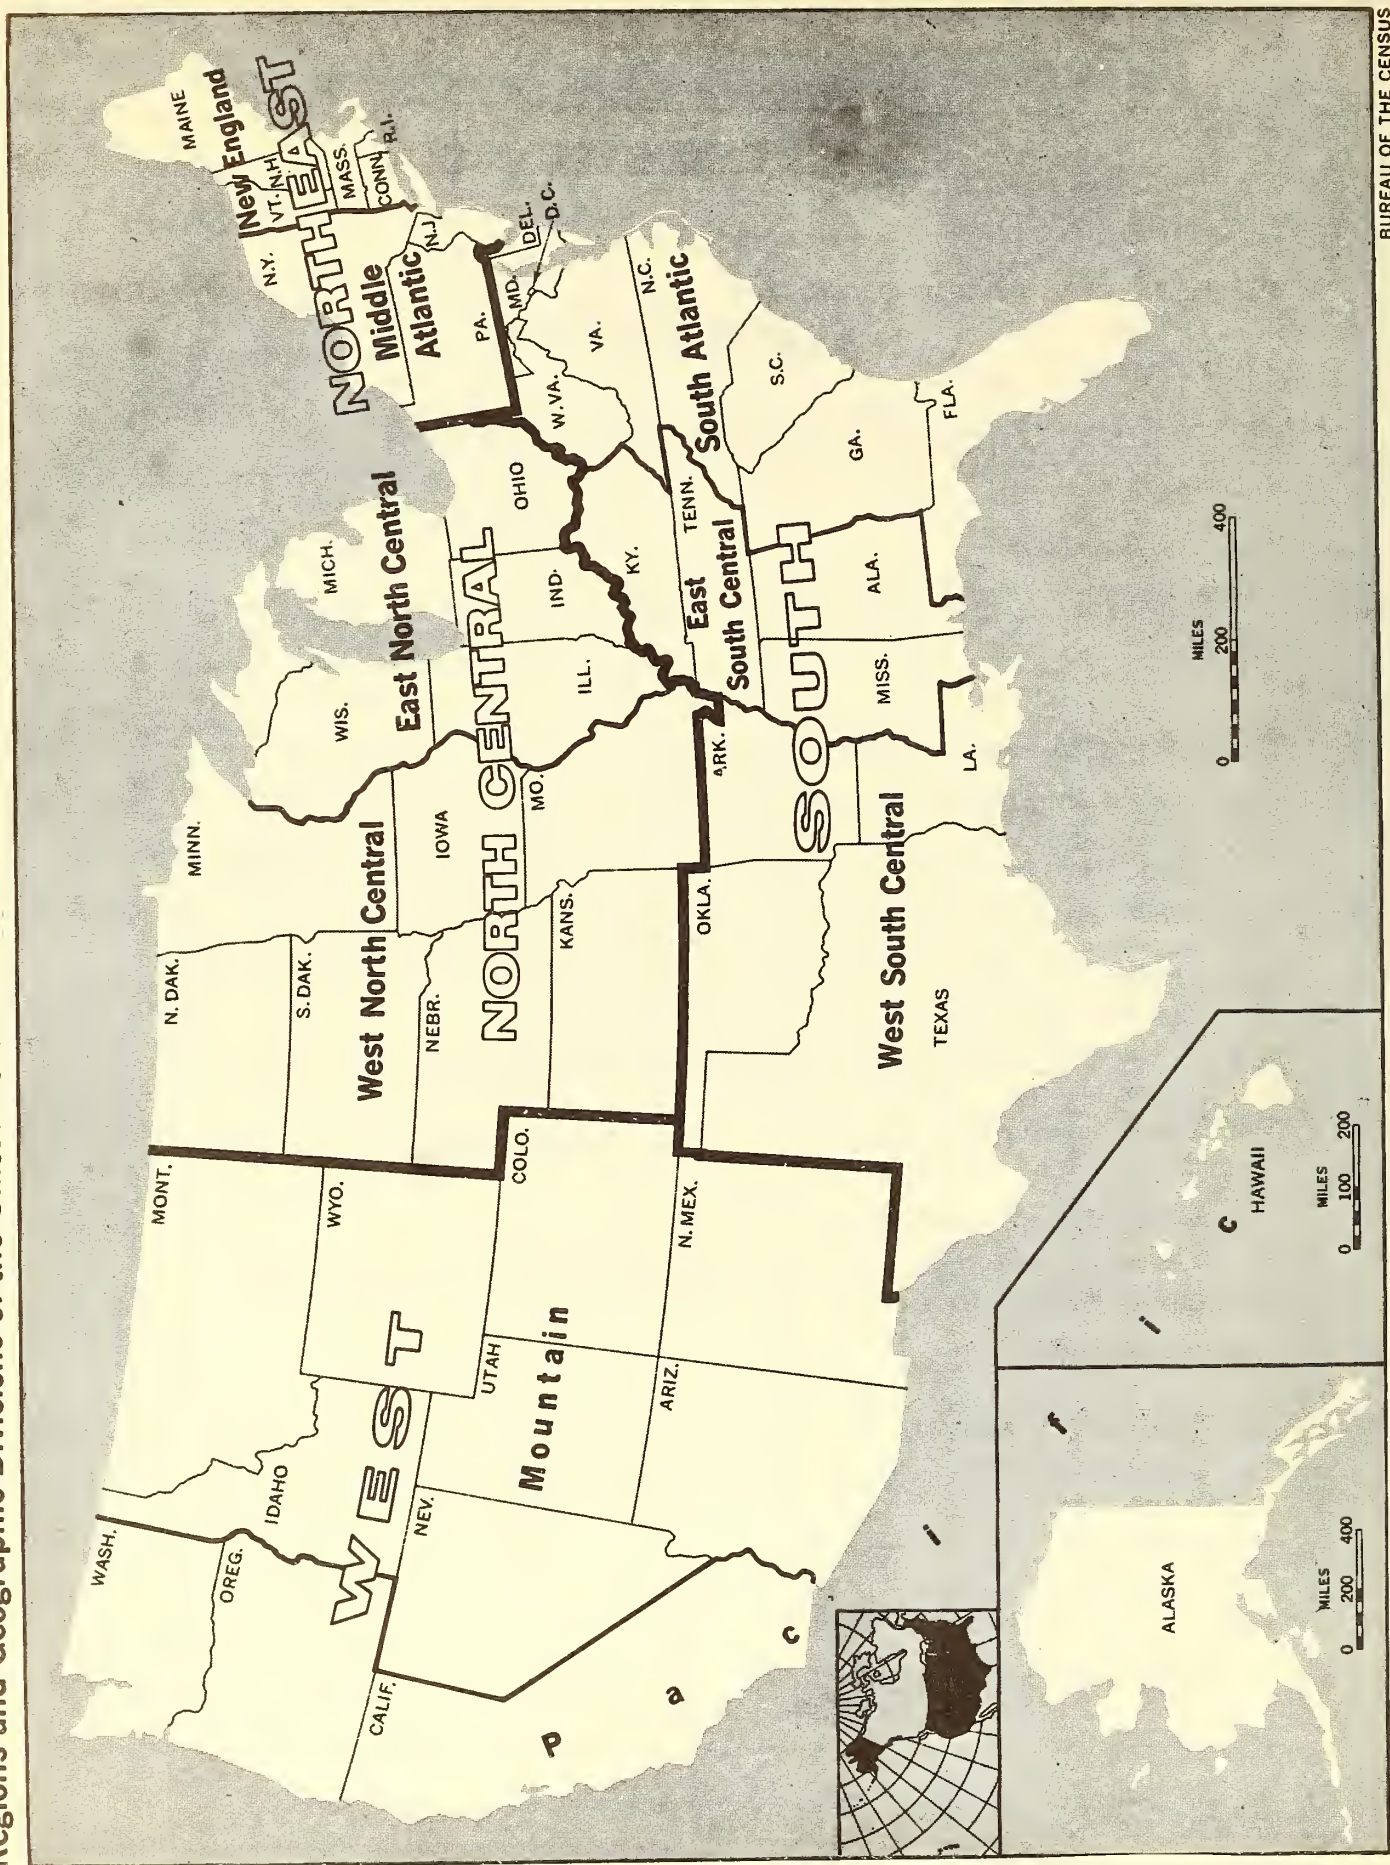 Regions and Geographic Divisions of the
WEST
NORTH CENTRAL
NORTHEAST
SOUTH
Pacific
Mountain
West North Central
East North Central
Middle
Atlantic
New England
West South Central
East
South Central
South Atlantic
WASH.
OREG.
CALIF.
IDAHO
NEV.
MONT.
WYO.
UTAH
COLO.
ARIZ.
N. MEX.
N. DAK.
S. DAK.
NEBR.
KANS.
MINN.
IOWA
MO.
WIS.
ILL.
MICH.
IND.
OHIO
N.Y.
PA.
N.J.
MAINE
VT.
N.H.
MASS.
CONN.
R.I.
OKLA.
TEXAS
ARK.
LA.
KY.
TENN.
MISS.
ALA.
DEL.
MD.
D.C.
W.VA.
VA.
N.C.
S.C.
GA.
FLA.
ALASKA
MILES
0 200 400
HAWAII
MILES
0 100 200
MILES
0 200 400
BUREAU OF THE CENSUS